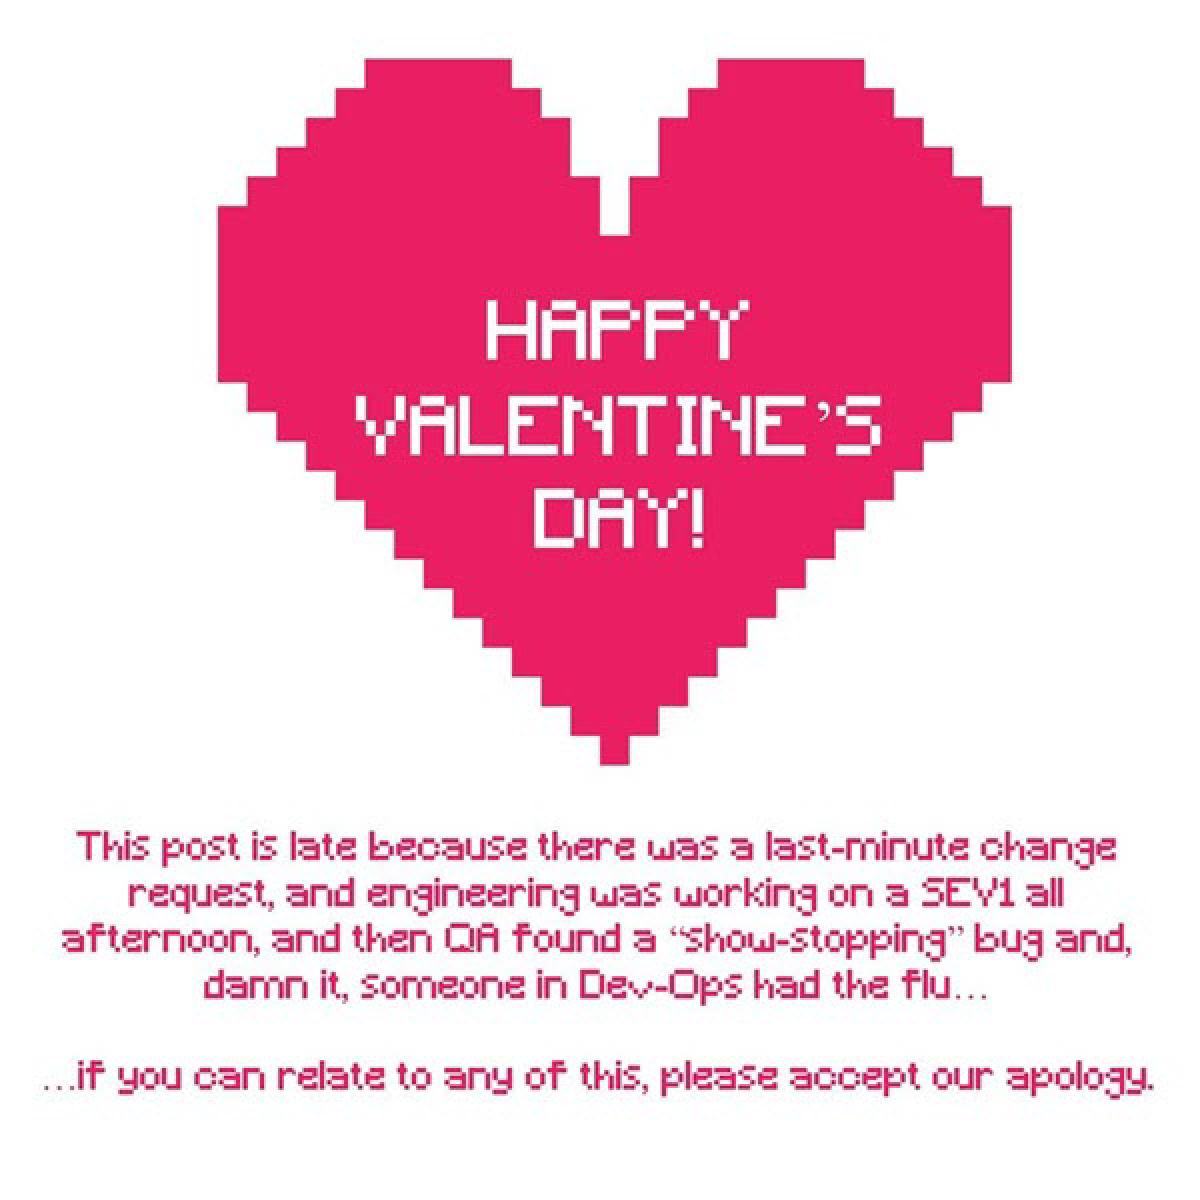 HAPPY
VALENTINE’S
DAY!
This post is late because there was a last-minute change
request, and engineering was working on a SEV1 all
afternoon, and then QA found a “show-stopping” bug and,
damn it, someone in Dev-Ops had the flu...
...if you can relate to any of this, please accept our apology.